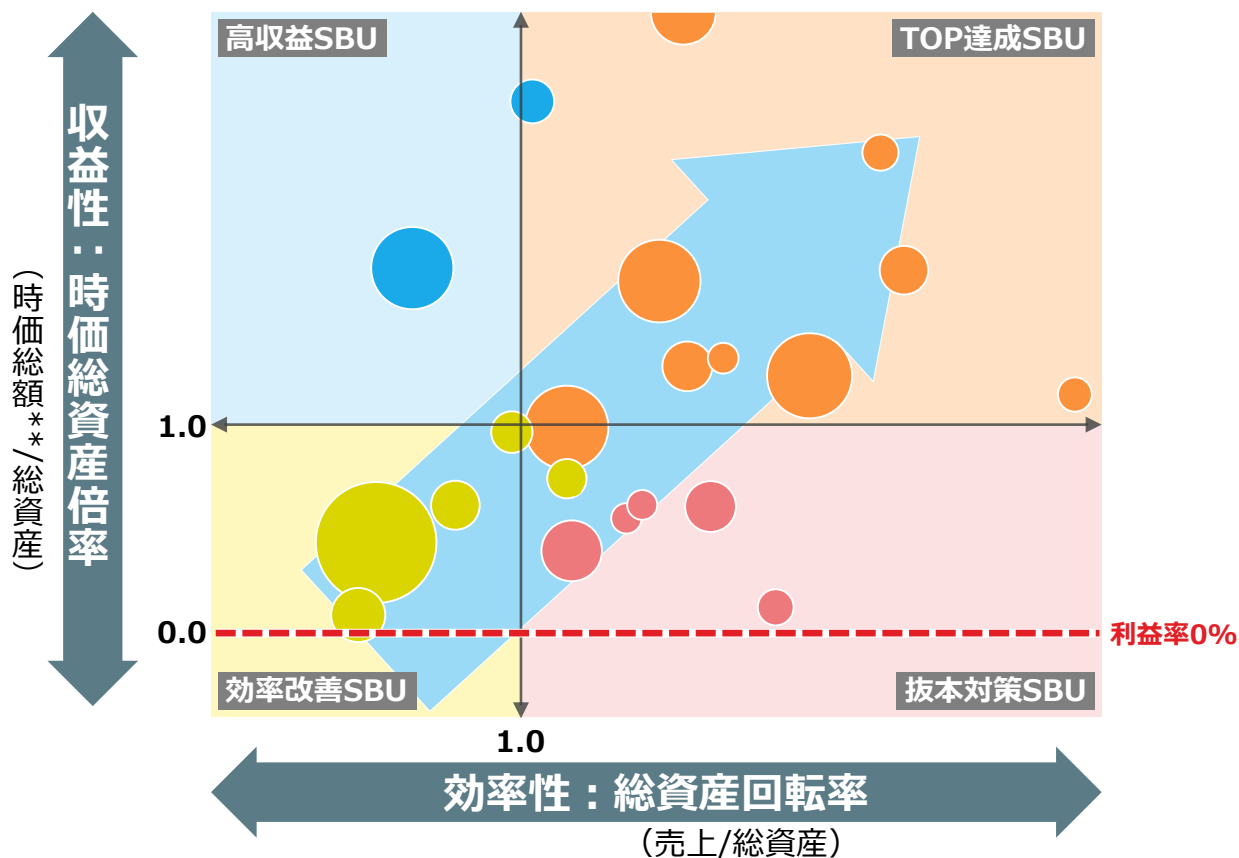 高収益SBU
TOP達成SBU
収益性：時価総資産倍率
（時価総額**/総資産）
1.0
0.0
利益率0%
効率改善SBU
抜本対策SBU
1.0
効率性：総資産回転率
（売上/総資産）